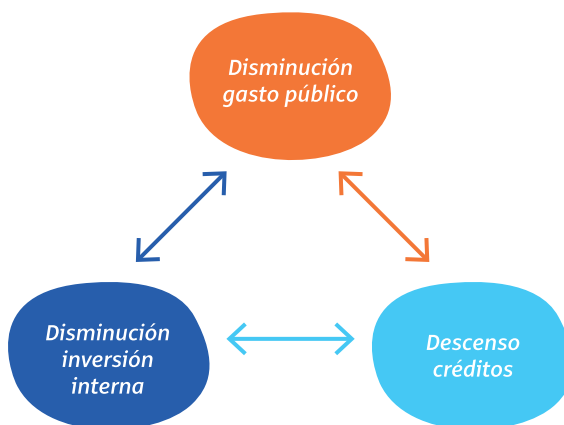 Disminución
gasto público
Disminución
inversión
interna
Descenso
créditos